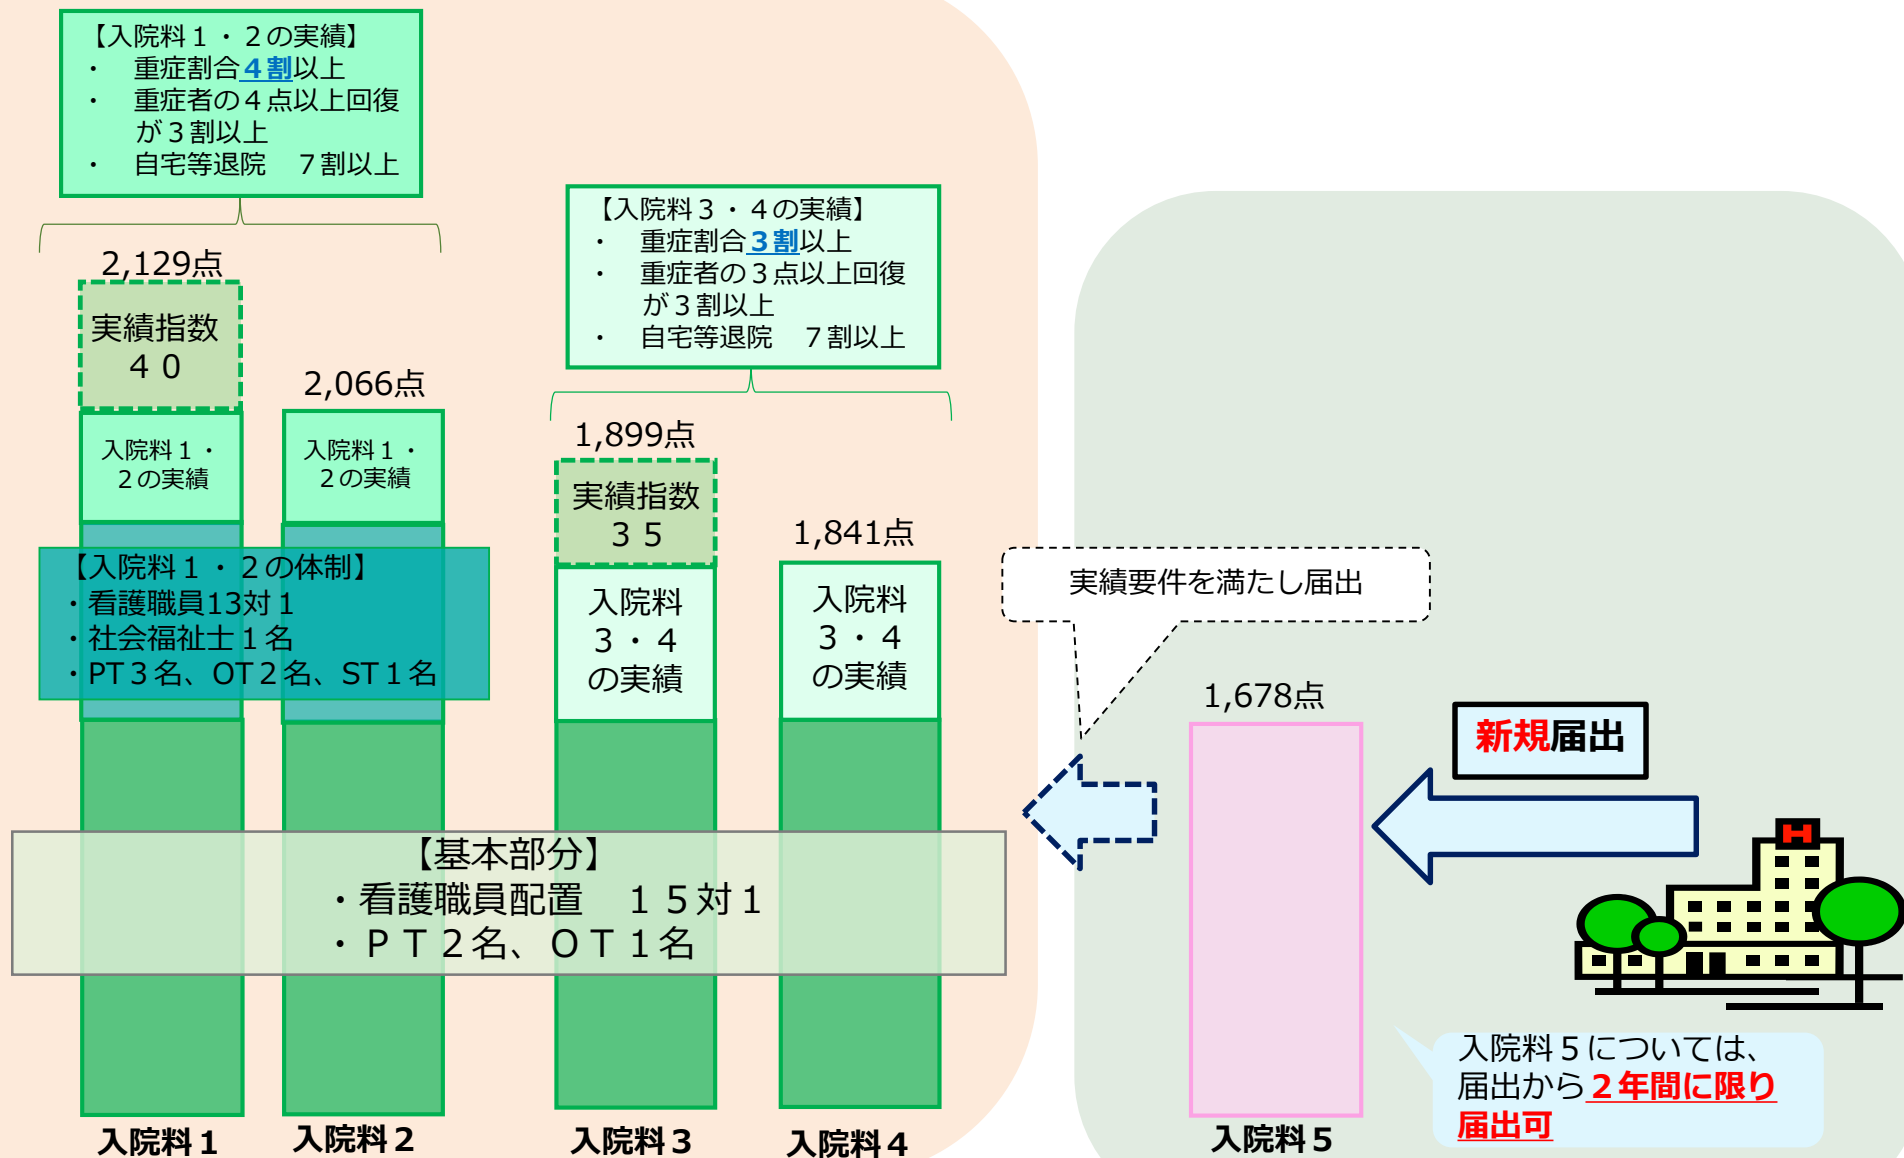 【入院料１・２の実績】
・　重症割合４割以上
・　重症者の４点以上回復
が３割以上
・　自宅等退院　７割以上
【入院料３・４の実績】
・　重症割合３割以上
・　重症者の３点以上回復
が３割以上
・　自宅等退院　７割以上
2,129点
実績指数
４０
入院料１・
２の実績
2,066点
入院料１・
２の実績
【入院料１・２の体制】
・看護職員13対１
・社会福祉士１名
・PT３名、OT２名、ST１名
1,899点
実績指数
３５
入院料
３・４
の実績
1,841点
入院料
３・４
の実績
【基本部分】
・看護職員配置　１５対１
・ＰＴ２名、ＯＴ１名
実績要件を満たし届出
1,678点
新規届出
入院料５については、
届出から２年間に限り
届出可
入院料１
入院料２
入院料３
入院料４
入院料５
H